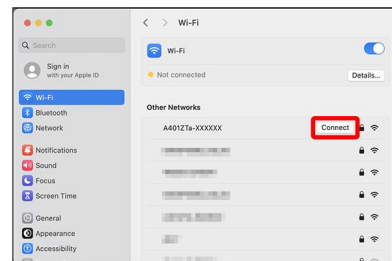 Wi-Fi
Search
Wi-Fi
Sign in
with your Apple ID
Not connected
Details...
Wi-Fi
Bluetooth
Network
Other Networks
A401ZTa-XXXXXX
Connect
Notifications
Sound
Focus
Screen Time
General
Appearance
Accessibility